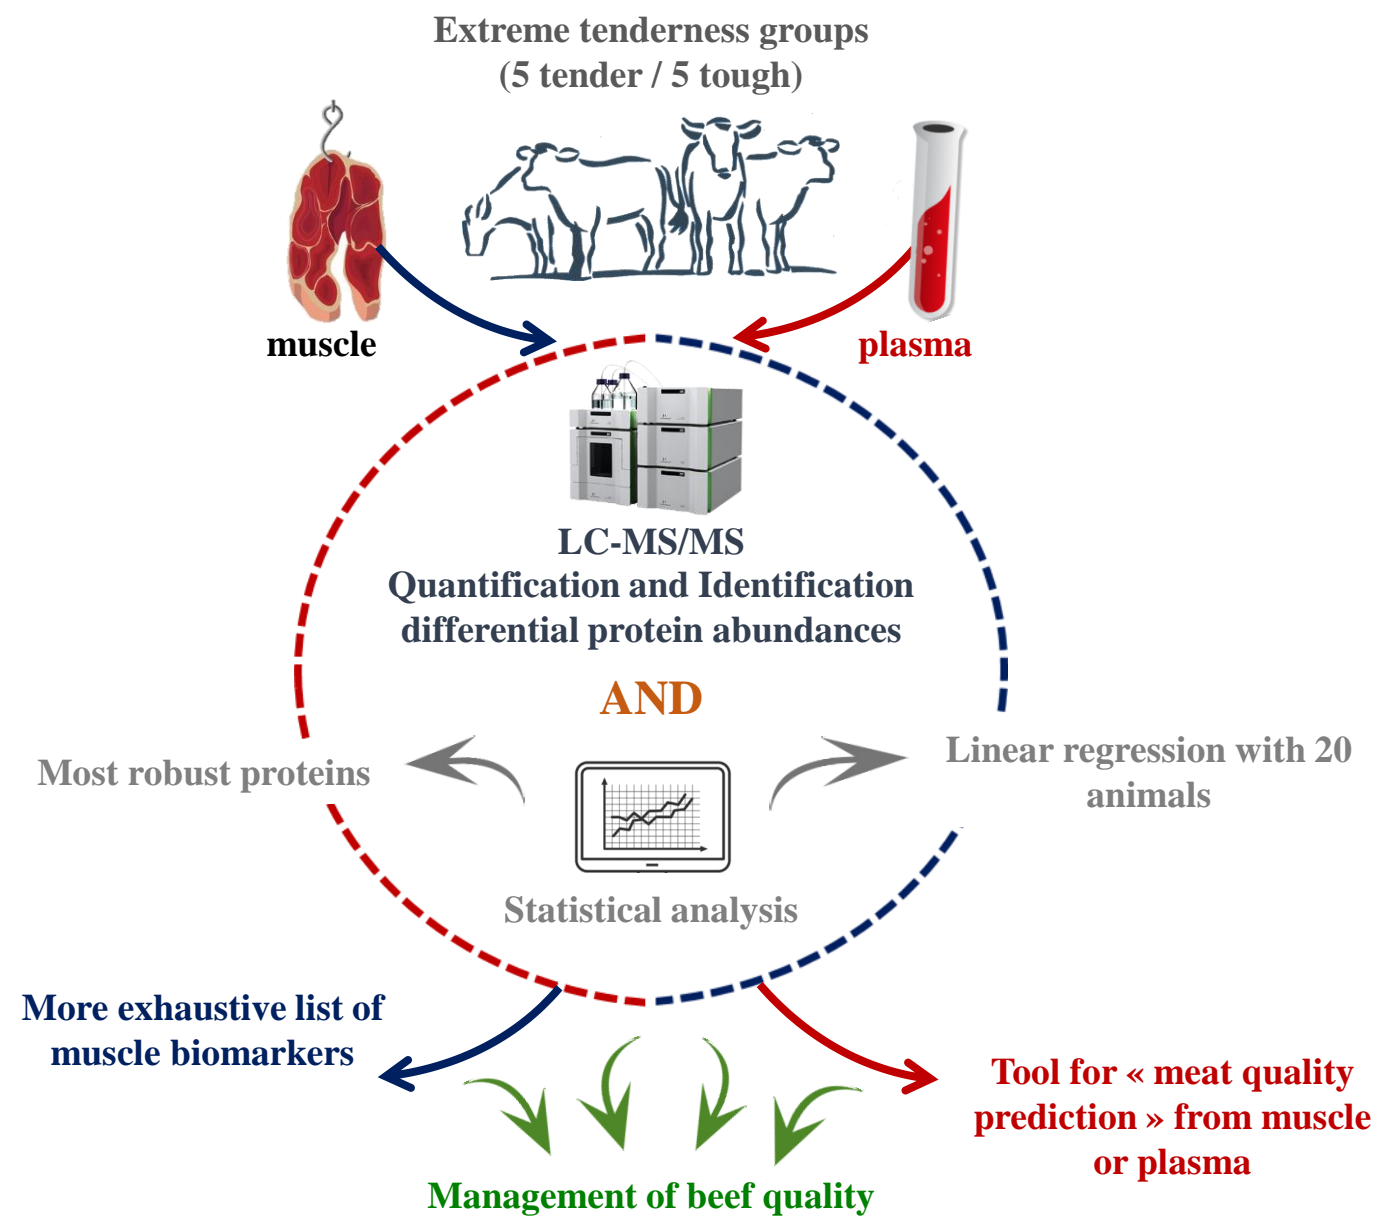 Extreme tenderness groups
(5 tender / 5 tough)
muscle
plasma
LC-MS/MS
Quantification and Identification
differential protein abundances
AND
Most robust proteins
Linear regression with 20
animals
Statistical analysis
More exhaustive list of
muscle biomarkers
Tool for « meat quality
prediction » from muscle
or plasma
Management of beef quality